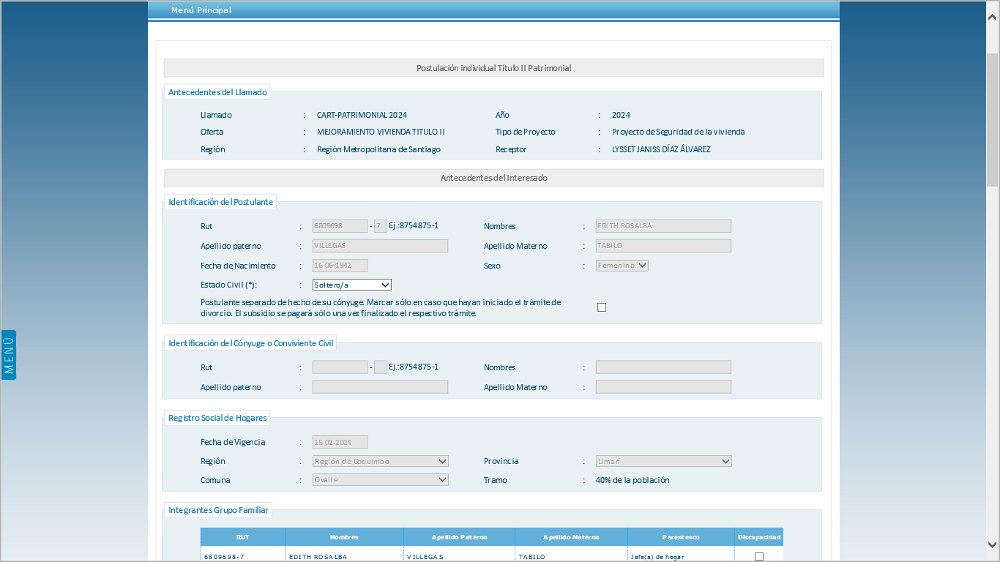 Menú Principal
Postulación individual Título II Patrimonial
Antecedentes del Llamado
Llamado : CART-PATRIMONIAL 2024 Año : 2024
Oferta : MEJORAMIENTO VIVIENDA TITULO II Tipo de Proyecto : Proyecto de Seguridad de la vivienda
Región : Región Metropolitana de Santiago Receptor : LYSSET JANISS DÍAZ ÁLVAREZ
Antecedentes del Interesado
Identificación del Postulante
Rut : 6809698 - 7 Ej.:8754875-1 Nombres : EDITH ROSALBA
Apellido paterno : VILLEGAS Apellido Materno : TABILO
Fecha de Nacimiento : 16-06-1942 Sexo : Femenino
Estado Civil (*): : Soltero/a
Postulante separado de hecho de su cónyuge. Marcar sólo en caso que hayan iniciado el trámite de
divorcio. El subsidio se pagará sólo una vez finalizado el respectivo trámite.
MENÚ
Identificación del Cónyuge o Conviviente Civil
Rut : - Ej.:8754875-1 Nombres :
Apellido paterno : Apellido Materno :
Registro Social de Hogares
Fecha de Vigencia : 15-02-2024
Región : Región de Coquimbo Provincia : Limarí
Comuna : Ovalle Tramo : 40% de la población
Integrantes Grupo Familiar
RUT Nombres Apellido Paterno Apellido Materno Parentesco Discapacidad
6809698-7 EDITH ROSALBA VILLEGAS TABILO Jefe(a) de hogar